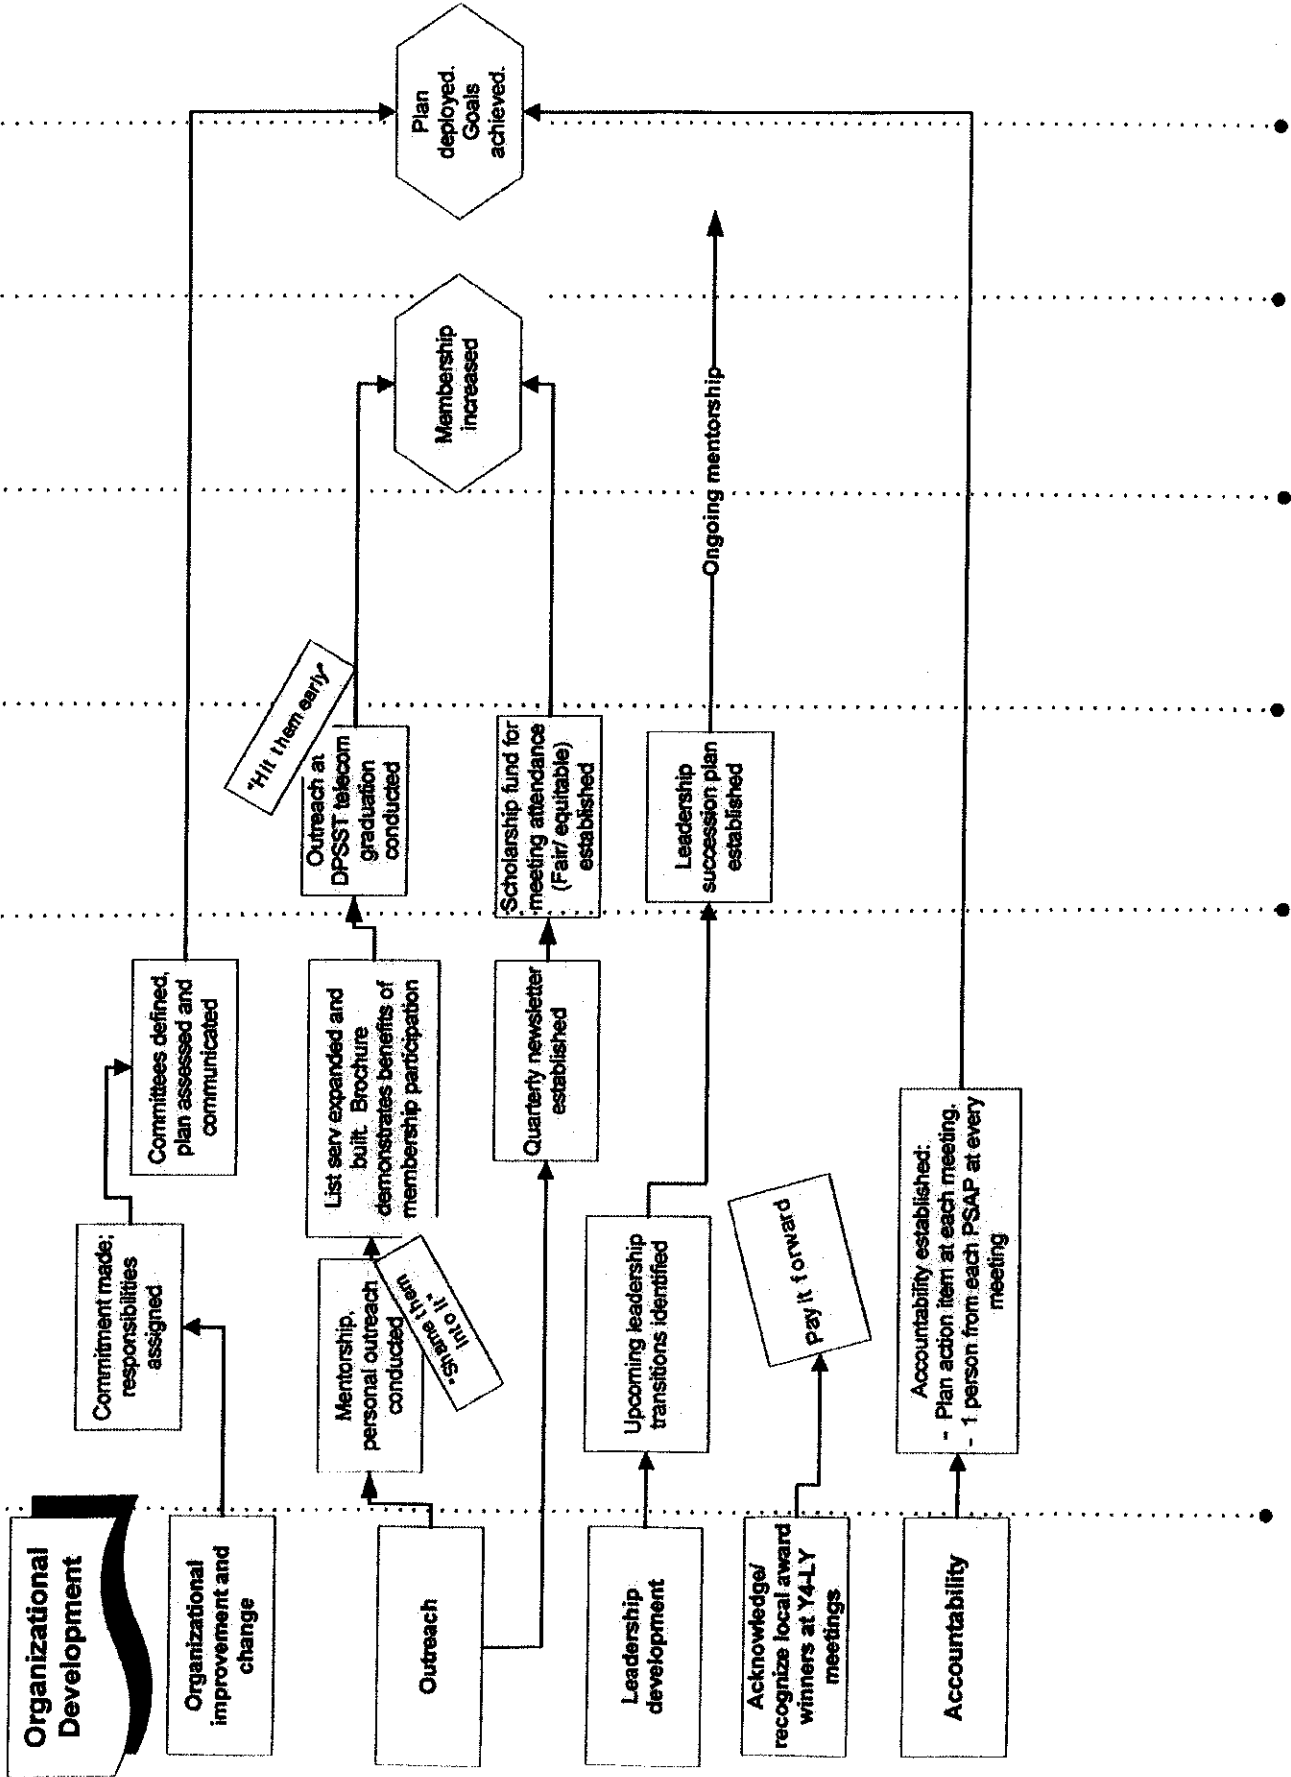 Organizational
Development
Organizational
improvement and
change
Commitment made;
responsibilities
assigned
Committees defined,
plan assessed and
communicated
Plan
deployed.
Goals
achieved.
Outreach
Mentorship,
personal outreach
conducted
"Shame them
into it"
List serv expanded and
built. Brochure
demonstrates benefits of
membership participation
Outreach at
DPSST telecom
graduation
conducted
"Hit them early"
Membership
increased
Quarterly newsletter
established
Scholarship fund for
meeting attendance
(Fair/ equitable)
established
Leadership
development
Upcoming leadership
transitions identified
Leadership
succession plan
established
Ongoing mentorship
Acknowledge/
recognize local award
winners at Y4-LY
meetings
Pay it forward
Accountability
Accountability established:
- Plan action item at each meeting.
- 1 person from each PSAP at every
meeting